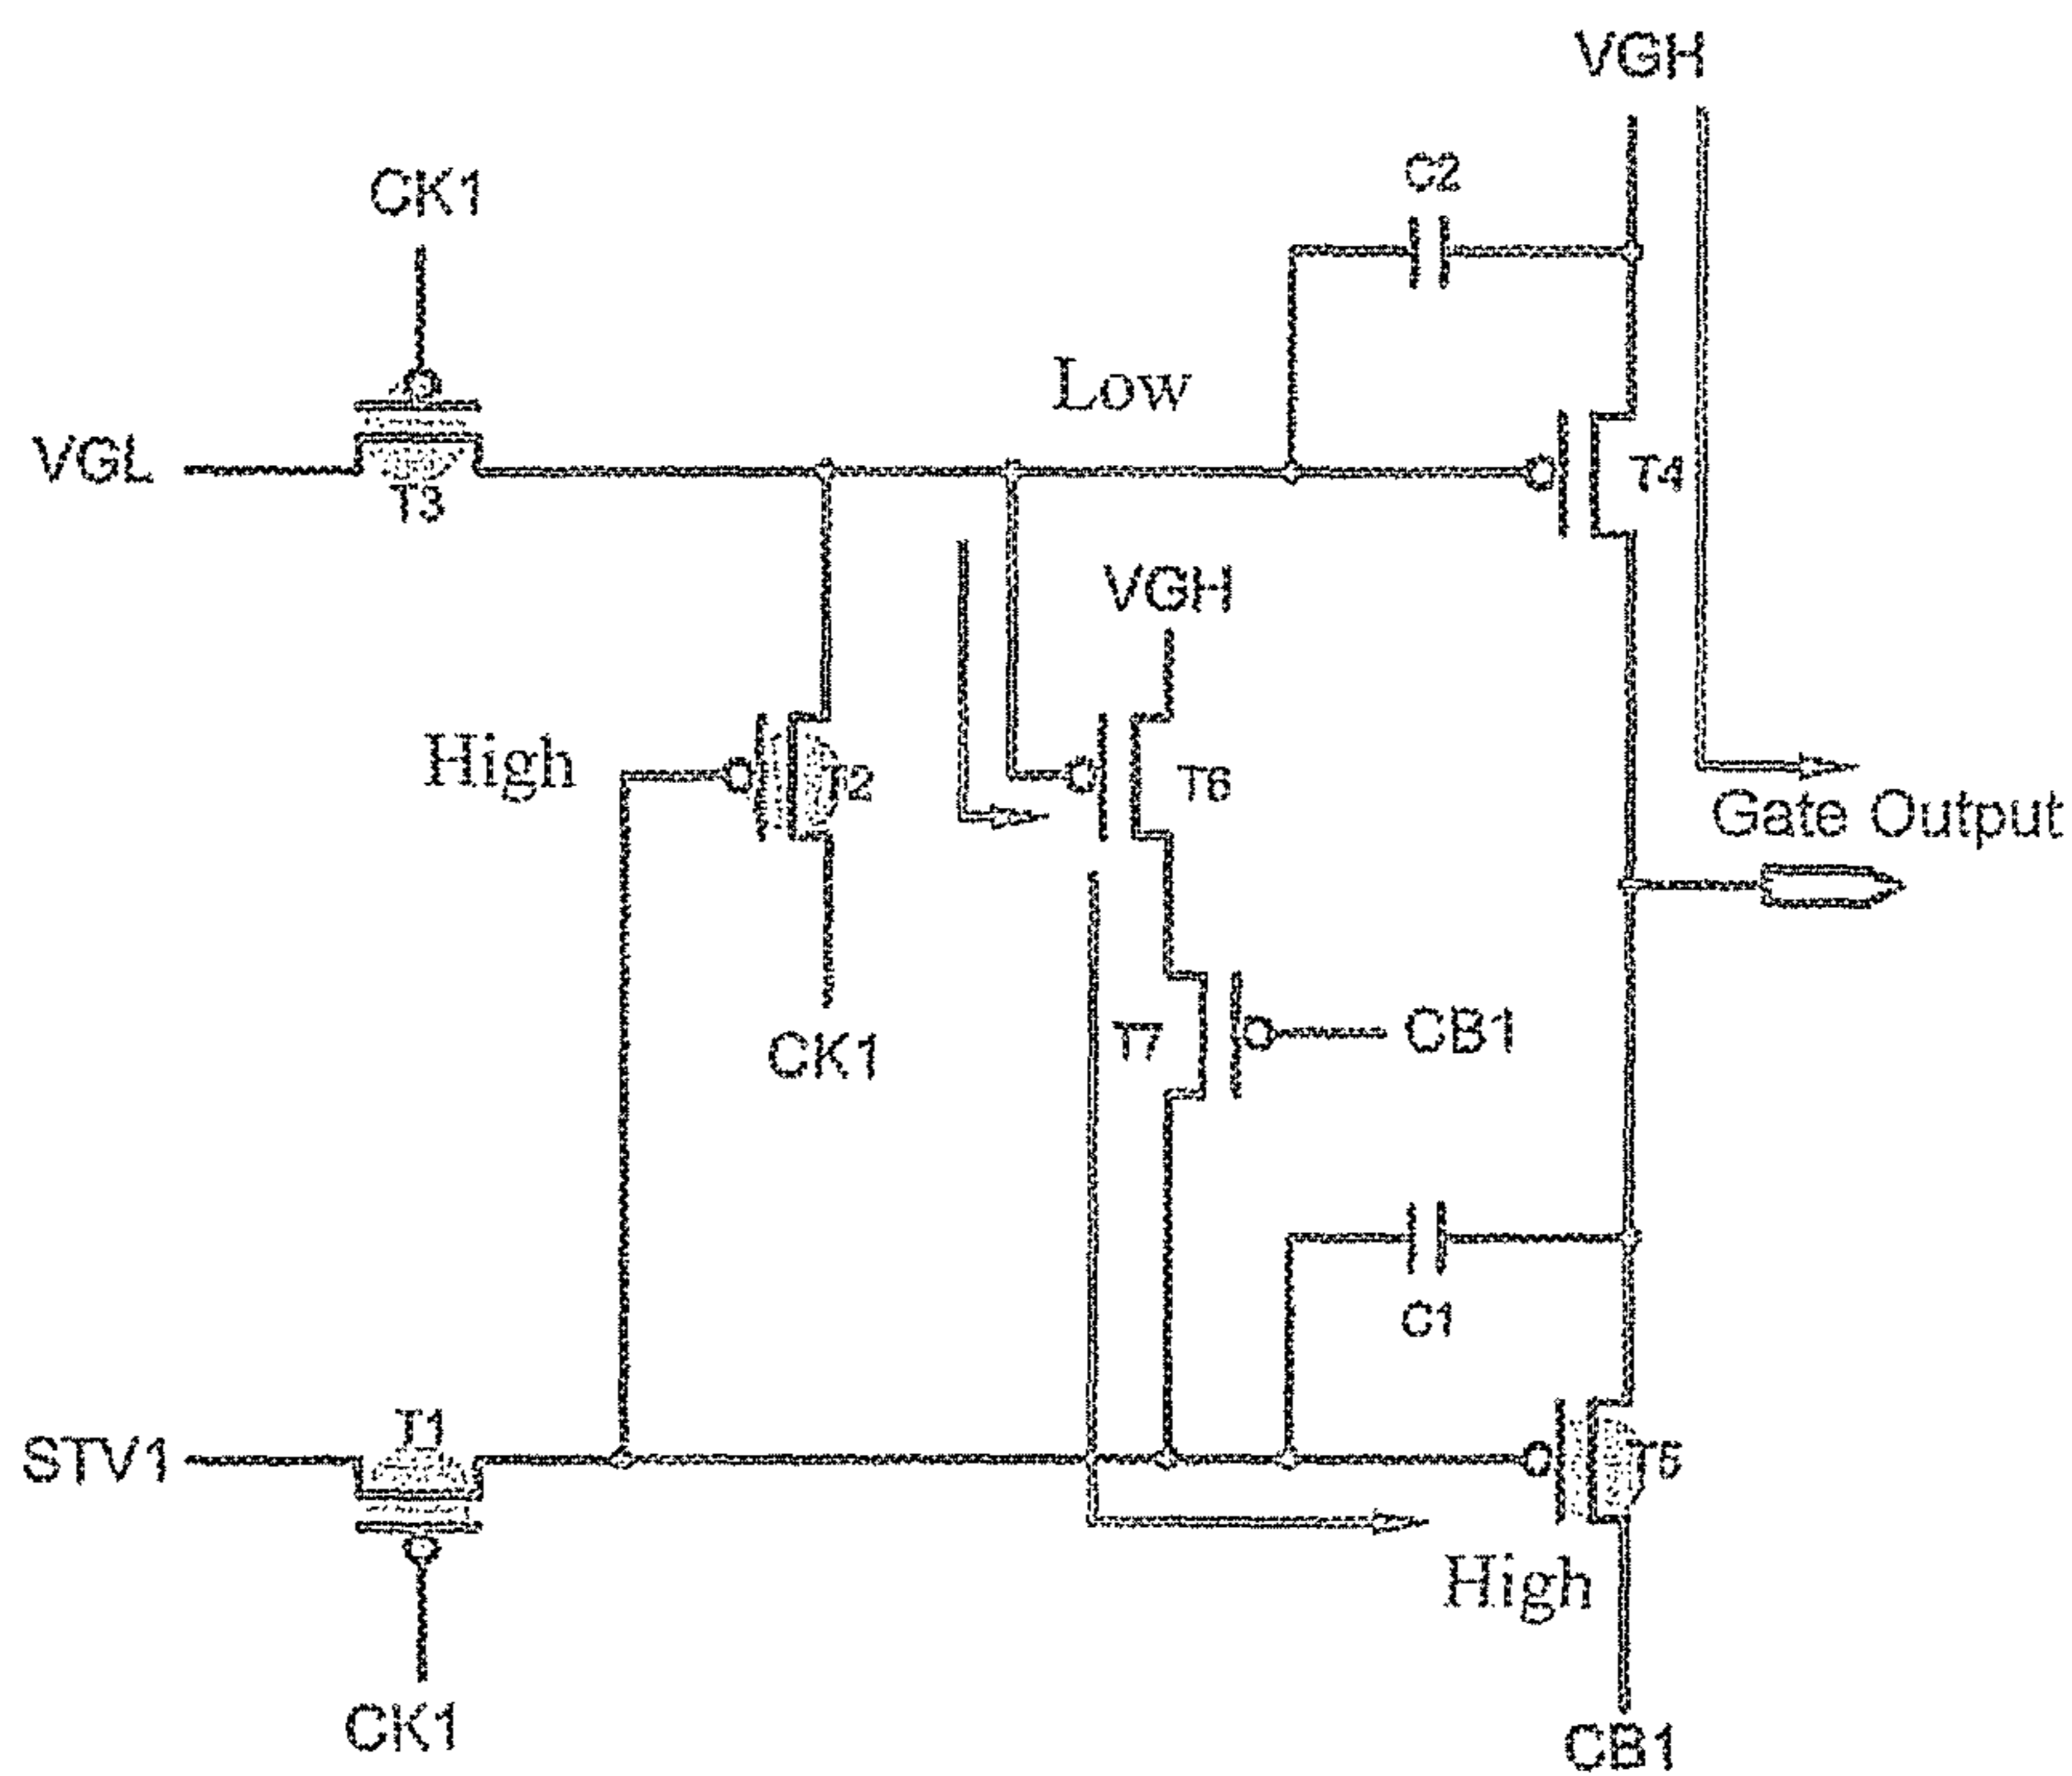 VGH
C2
CK1
Low
VGL
T3
T4
VGH
High
T2
T6
Gate Output
CK1
T7
CB1
C1
T1
STV1
T5
High
CK1
CB1